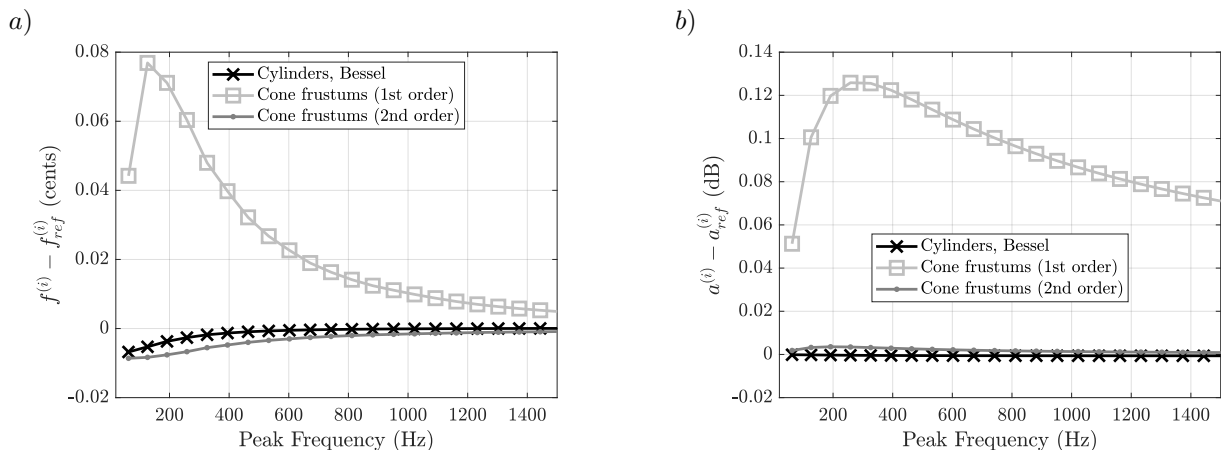 a)
0.08
0.06
0.04
0.02
0
-0.02
f^{(i)} − f_{ref}^{(i)} (cents)
Cylinders, Bessel
Cone frustums (1st order)
Cone frustums (2nd order)
200 400 600 800 1000 1200 1400
Peak Frequency (Hz)
b)
0.14
0.12
0.1
0.08
0.06
0.04
0.02
0
-0.02
a^{(i)} − a_{ref}^{(i)} (dB)
Cylinders, Bessel
Cone frustums (1st order)
Cone frustums (2nd order)
200 400 600 800 1000 1200 1400
Peak Frequency (Hz)